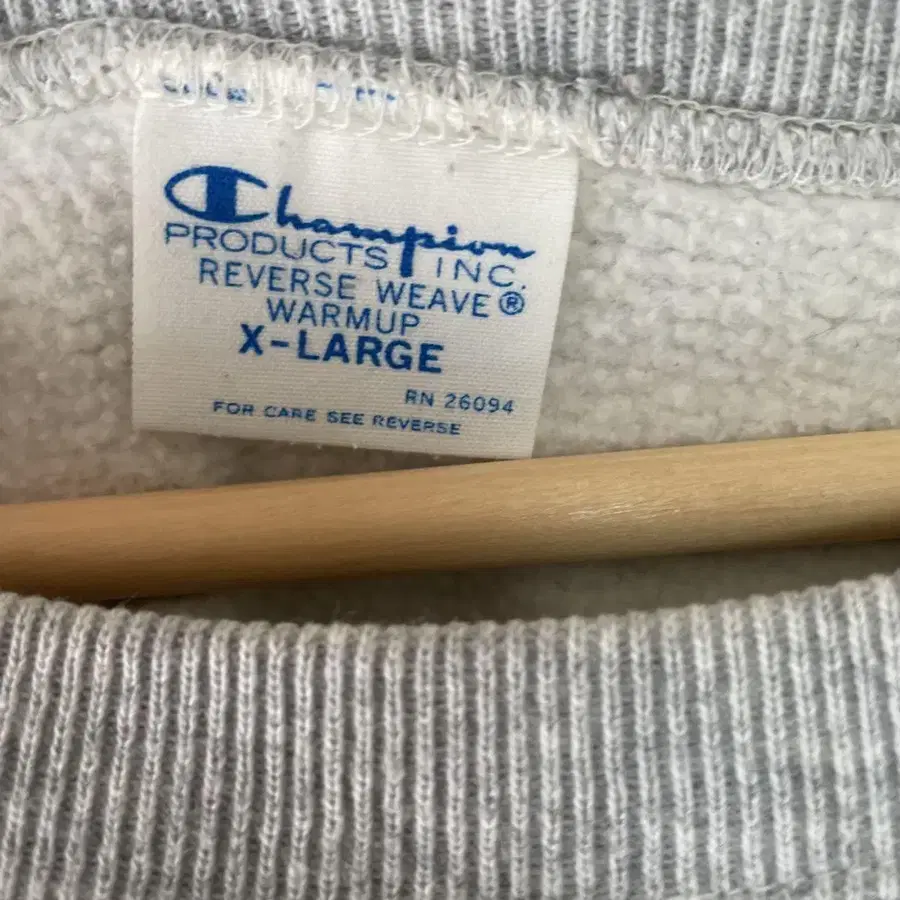 Champion
PRODUCTS INC.
REVERSE WEAVE®
WARMUP
X-LARGE
RN 26094
FOR CARE SEE REVERSE